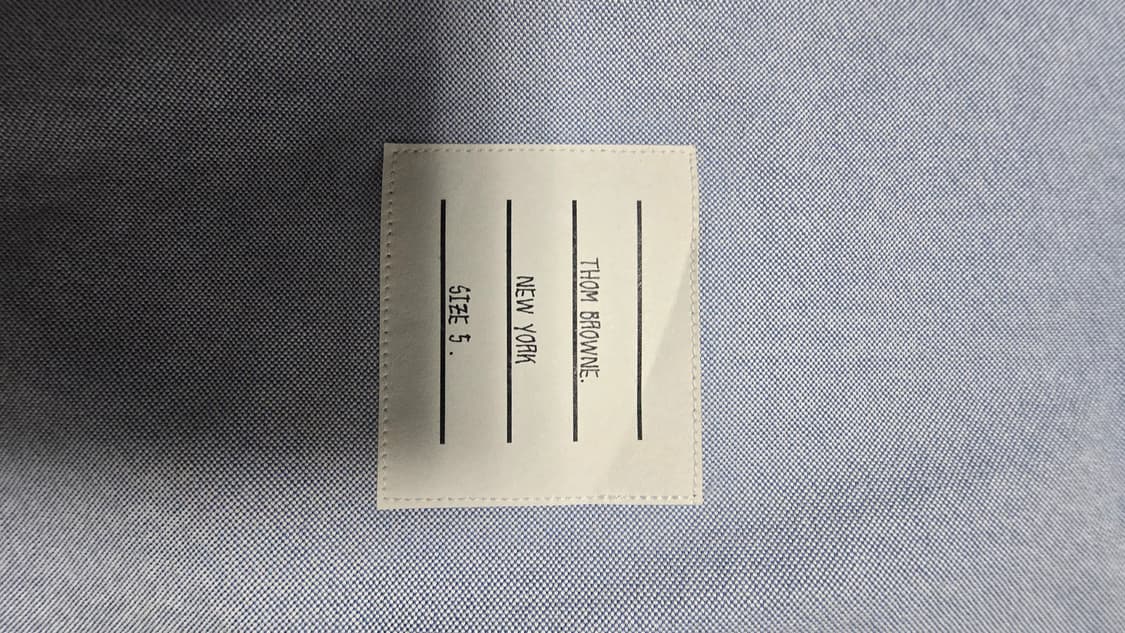 THOM BROWNE.
NEW YORK
SIZE 5.